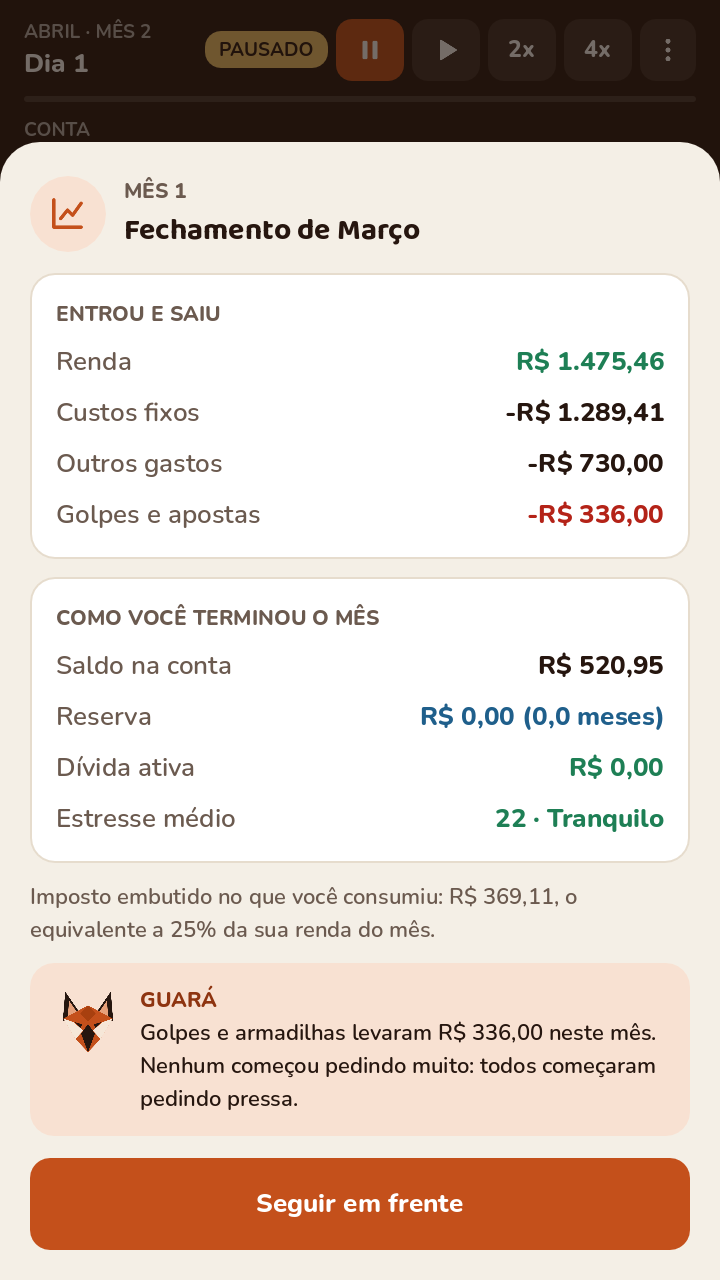 ABRIL · MÊS 2
Dia 1
PAUSADO
2x
4x
CONTA
MÊS 1
Fechamento de Março
ENTROU E SAIU
Renda R$ 1.475,46
Custos fixos -R$ 1.289,41
Outros gastos -R$ 730,00
Golpes e apostas -R$ 336,00
COMO VOCÊ TERMINOU O MÊS
Saldo na conta R$ 520,95
Reserva R$ 0,00 (0,0 meses)
Dívida ativa R$ 0,00
Estresse médio 22 · Tranquilo
Imposto embutido no que você consumiu: R$ 369,11, o
equivalente a 25% da sua renda do mês.
GUARÁ
Golpes e armadilhas levaram R$ 336,00 neste mês.
Nenhum começou pedindo muito: todos começaram
pedindo pressa.
Seguir em frente